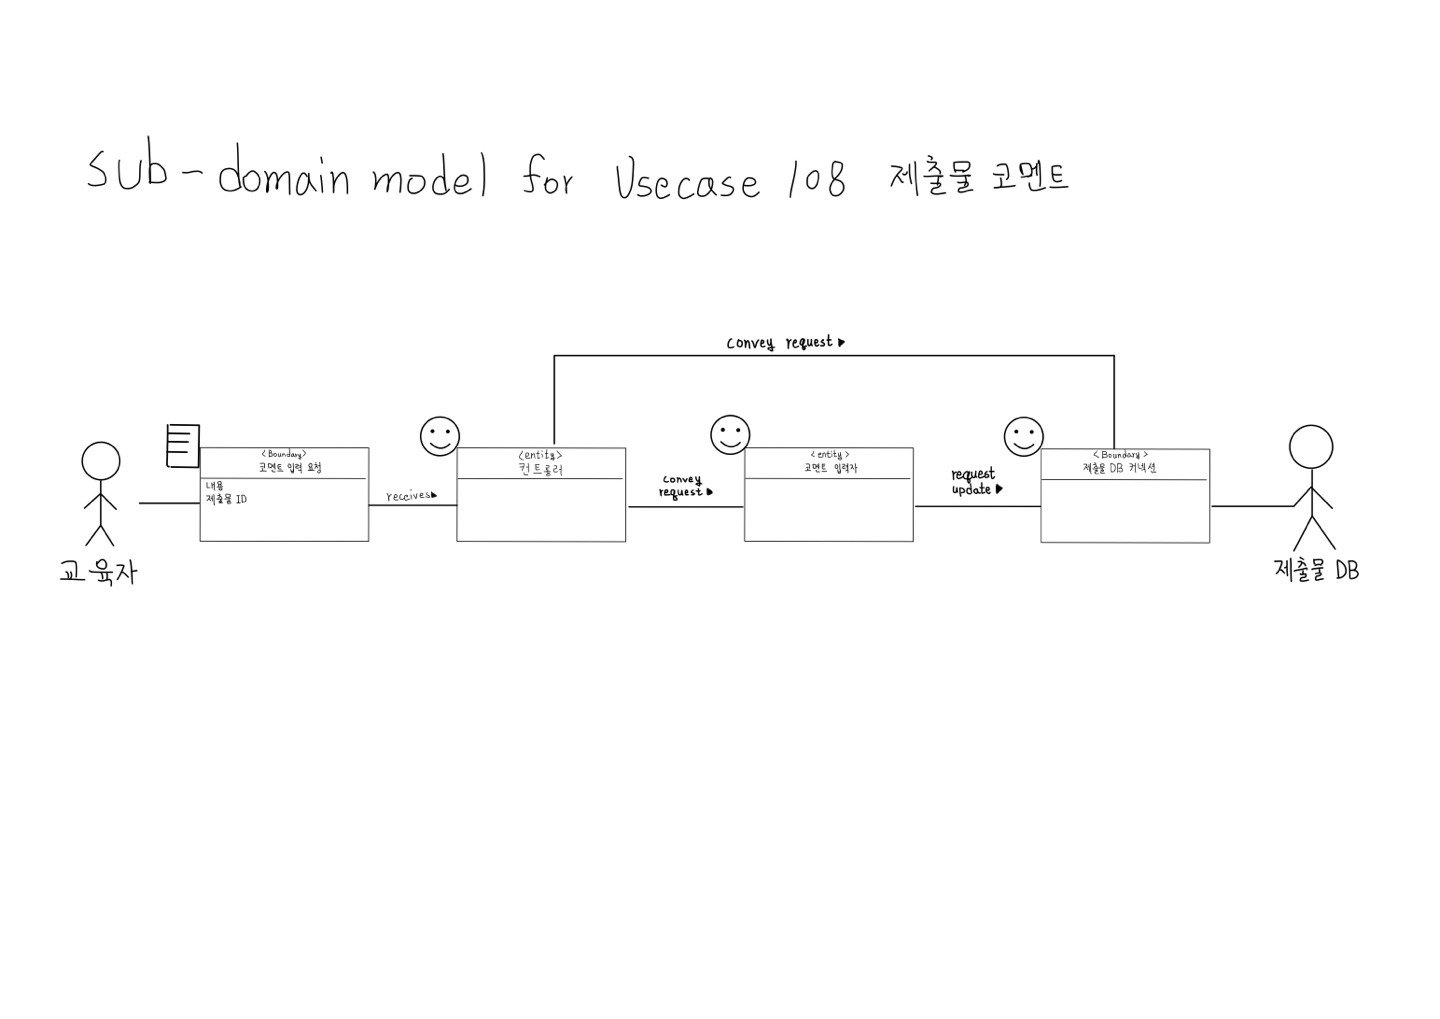 sub-domain model for Usecase 108 제출물 코멘트
convey request ▶
<Boundary>
코멘트 입력 요청
내용
제출물 ID
receives▶
<entity>
컨트롤러
convey
request ▶
<entity>
코멘트 입력자
request
update ▶
<Boundary>
제출물 DB 커넥션
교육자
제출물 DB